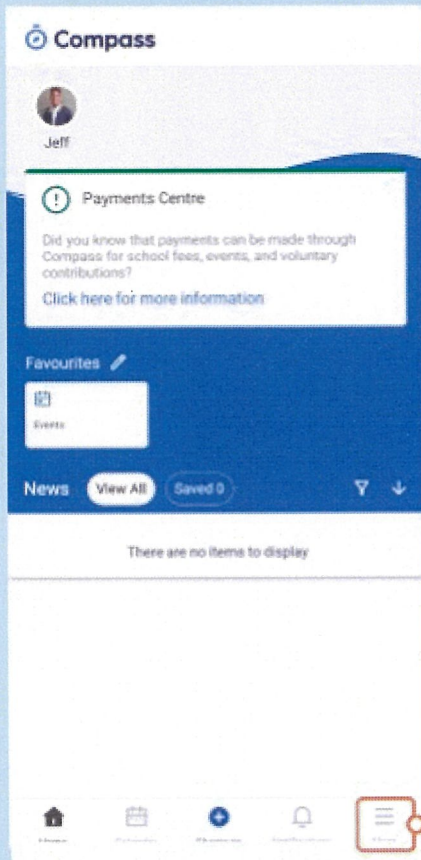 Compass
Jeff
Payments Centre
Did you know that payments can be made through
Compass for school fees, events, and voluntary
contributions?
Click here for more information
Favourites
Events
News View All Saved 0
There are no items to display